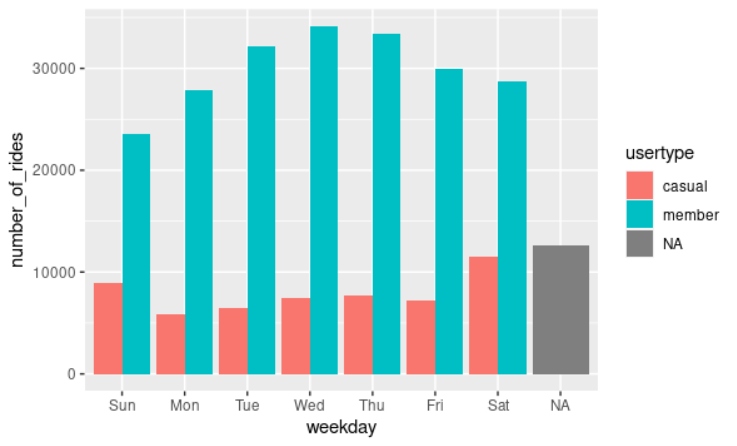 number_of_rides
30000
20000
10000
0
Sun Mon Tue Wed Thu Fri Sat NA
weekday
usertype
casual
member
NA